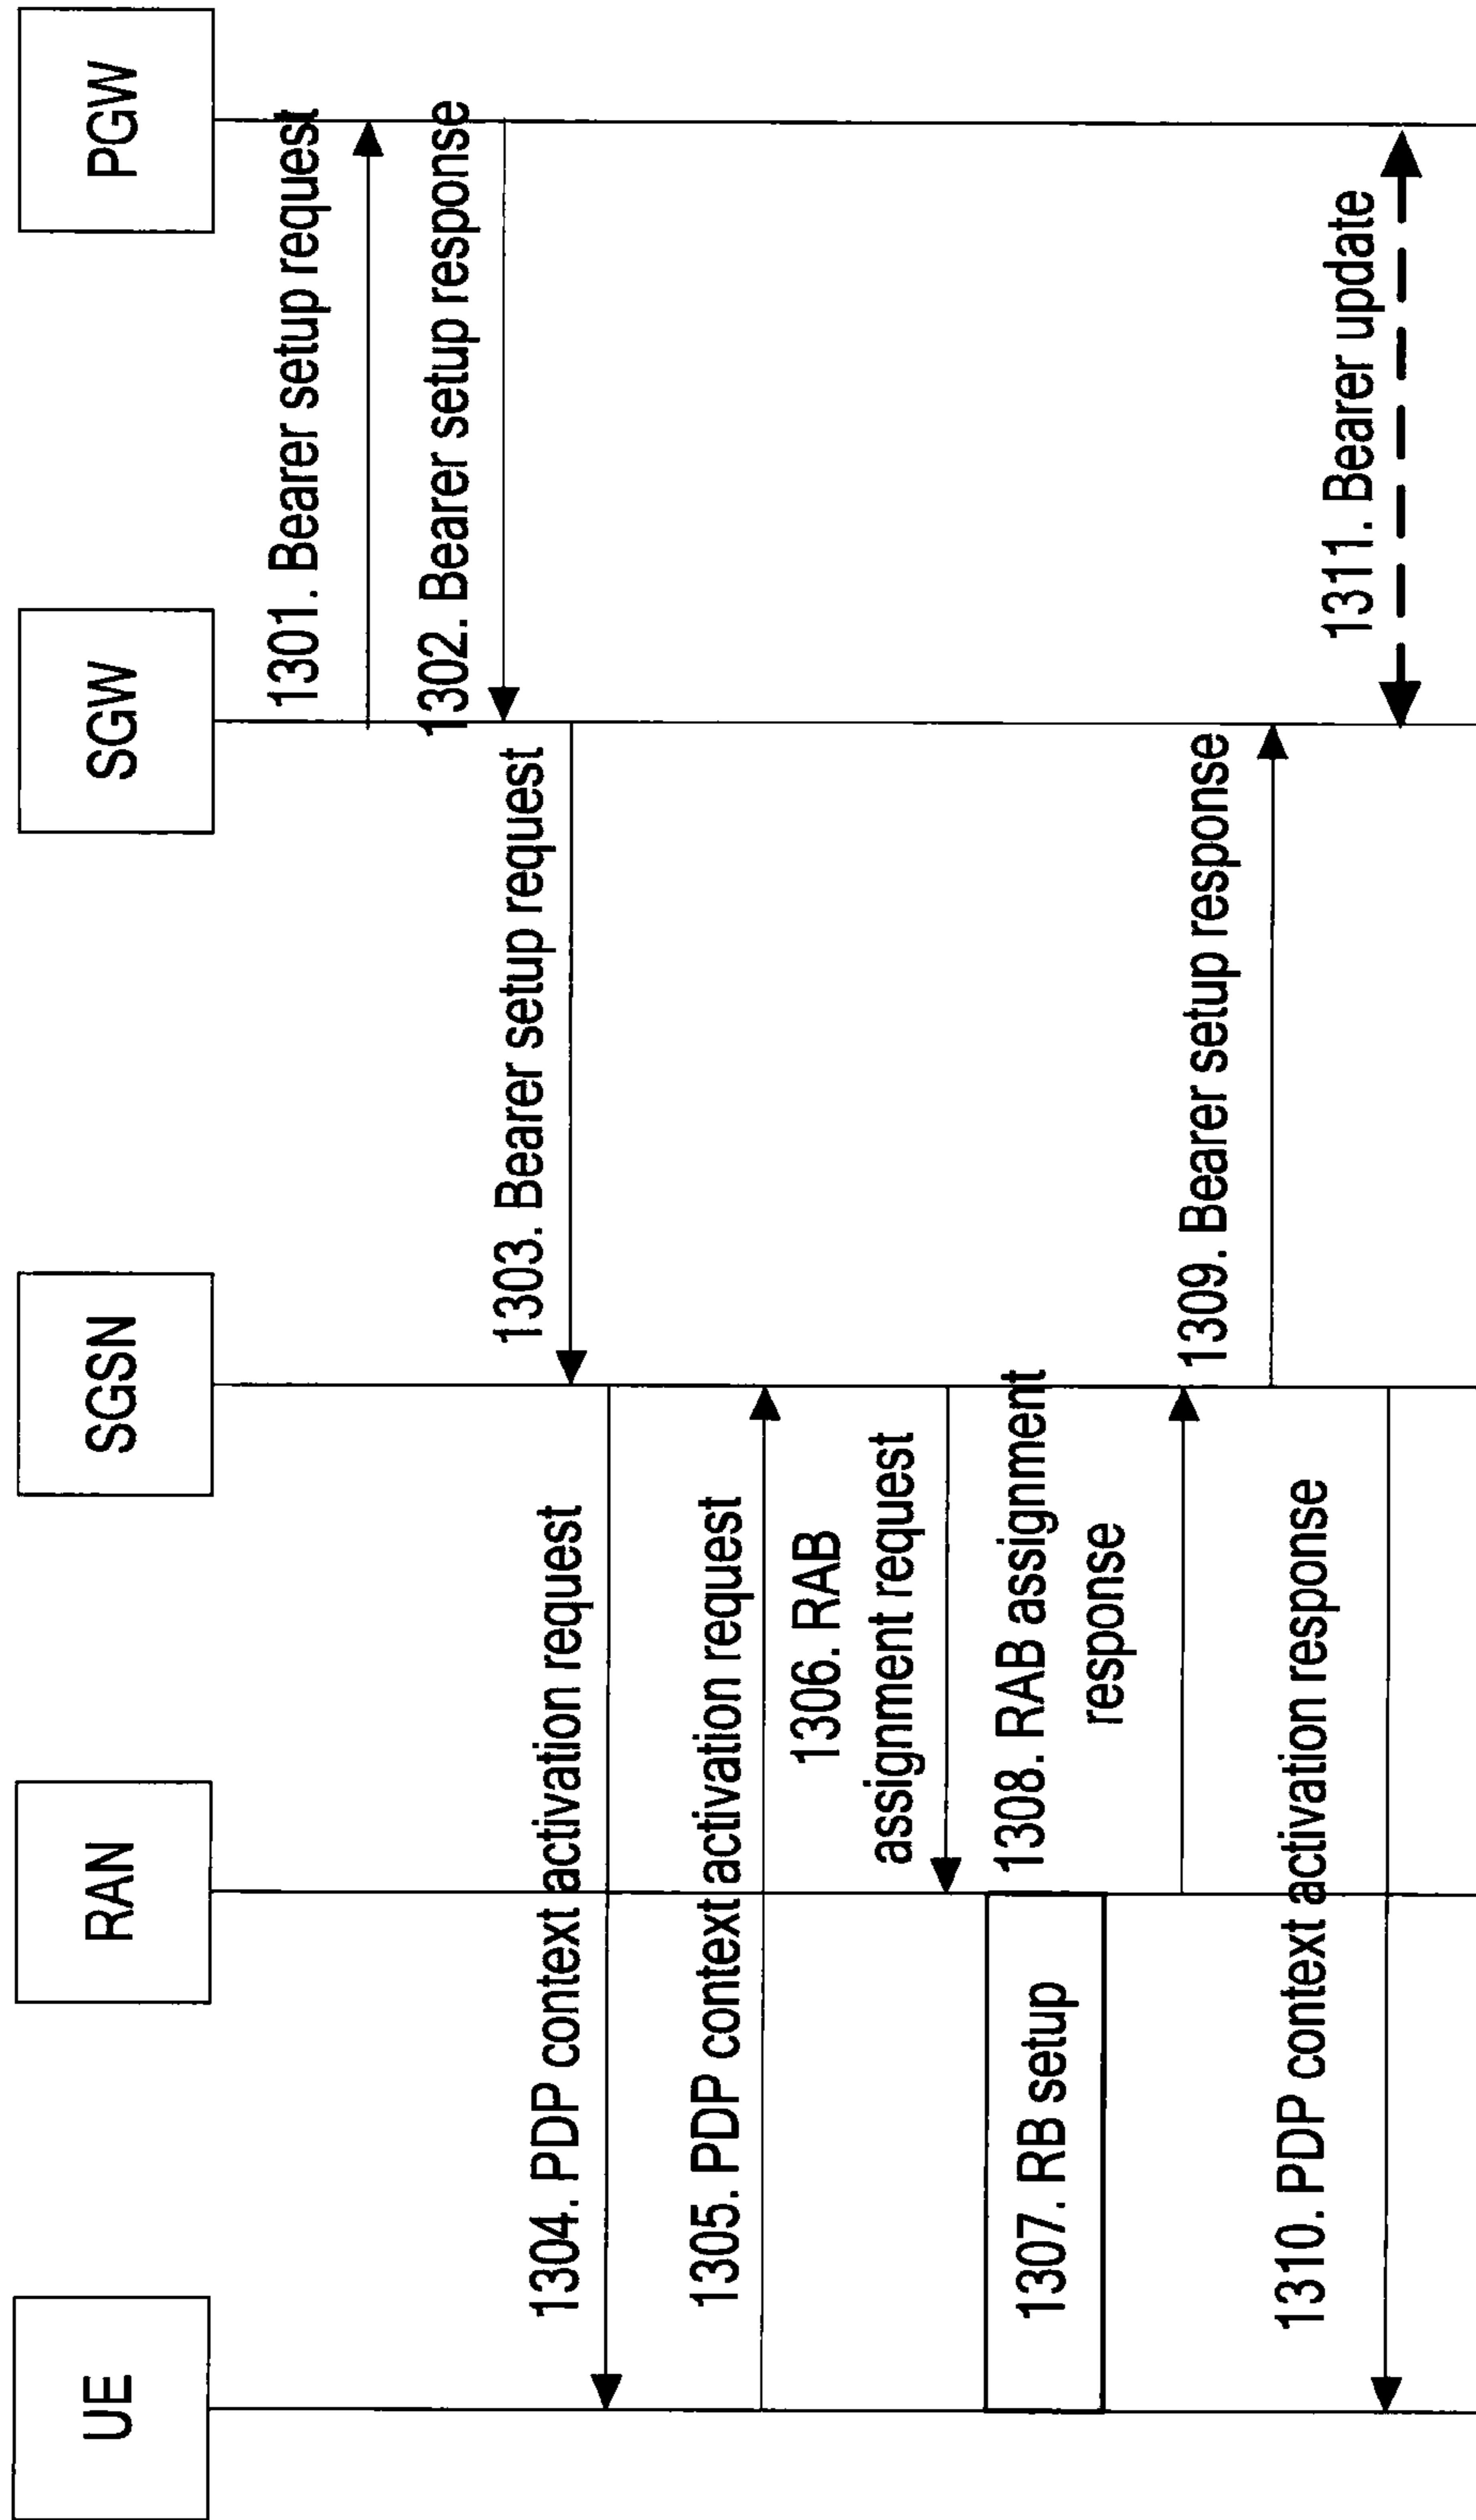 UE
RAN
SGSN
SGW
PGW
1301. Bearer setup request
1302. Bearer setup response
1303. Bearer setup request
1304. PDP context activation request
1305. PDP context activation request
1306. RAB
assignment request
1307. RB setup
1308. RAB assignment
response
1309. Bearer setup response
1310. PDP context activation response
1311. Bearer update